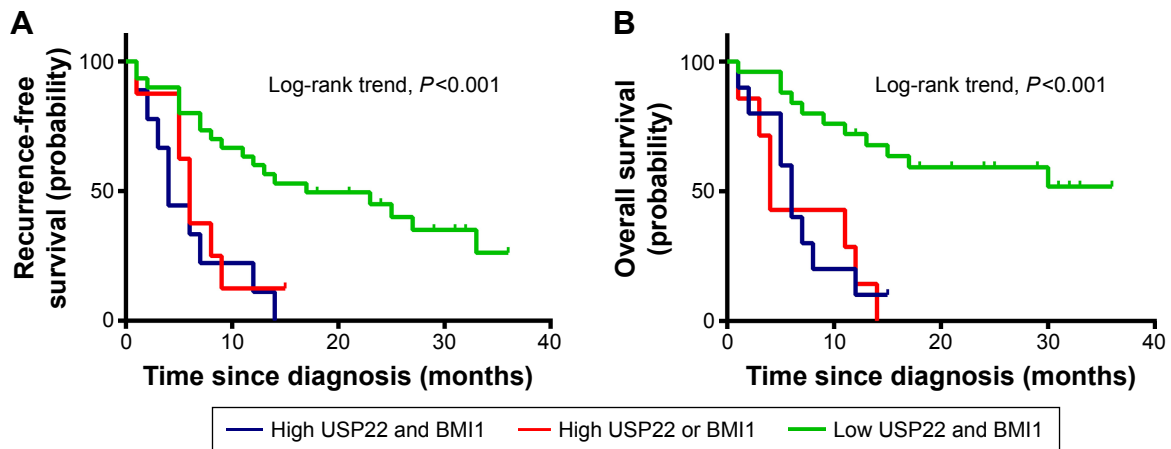 A
Recurrence-free
survival (probability)
100
50
0
Log-rank trend, P<0.001
0 10 20 30 40
Time since diagnosis (months)
B
Overall survival
(probability)
100
50
0
Log-rank trend, P<0.001
0 10 20 30 40
Time since diagnosis (months)
High USP22 and BMI1 High USP22 or BMI1 Low USP22 and BMI1